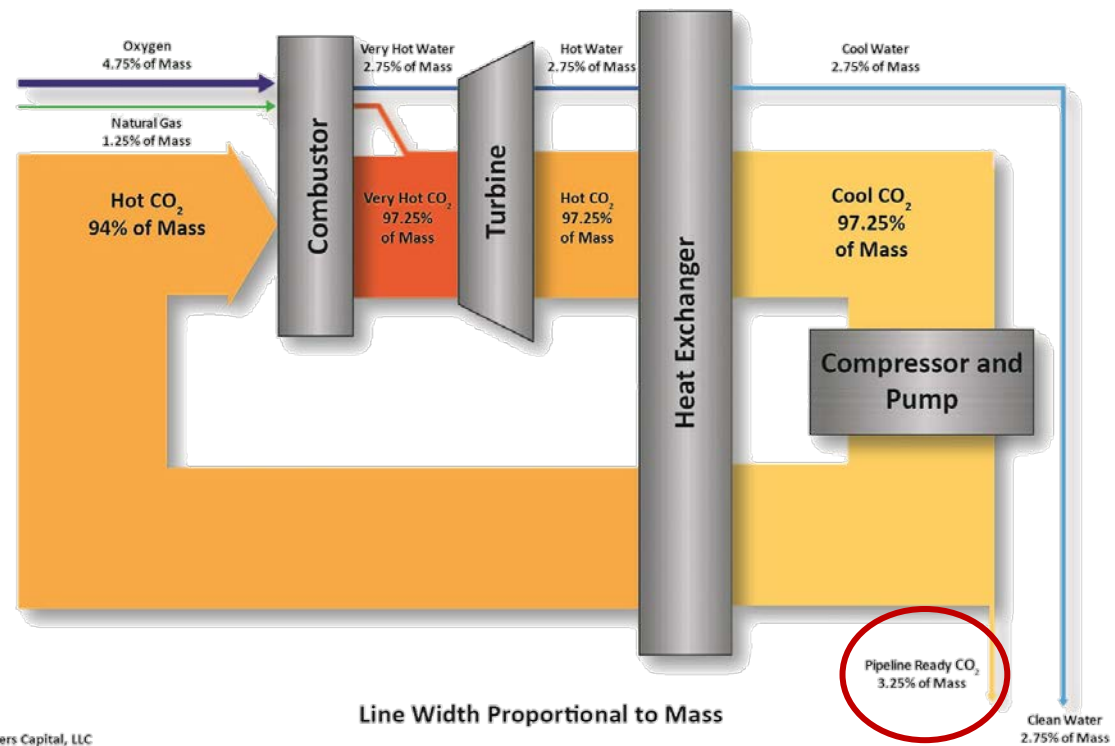 Oxygen
4.75% of Mass
Very Hot Water
2.75% of Mass
Hot Water
2.75% of Mass
Cool Water
2.75% of Mass
Natural Gas
1.25% of Mass
Hot CO₂
94% of Mass
Combustor
Very Hot CO₂
97.25%
of Mass
Turbine
Hot CO₂
97.25%
of Mass
Heat Exchanger
Cool CO₂
97.25%
of Mass
Compressor and
Pump
Pipeline Ready CO₂
3.25% of Mass
Clean Water
2.75% of Mass
Line Width Proportional to Mass
ers Capital, LLC